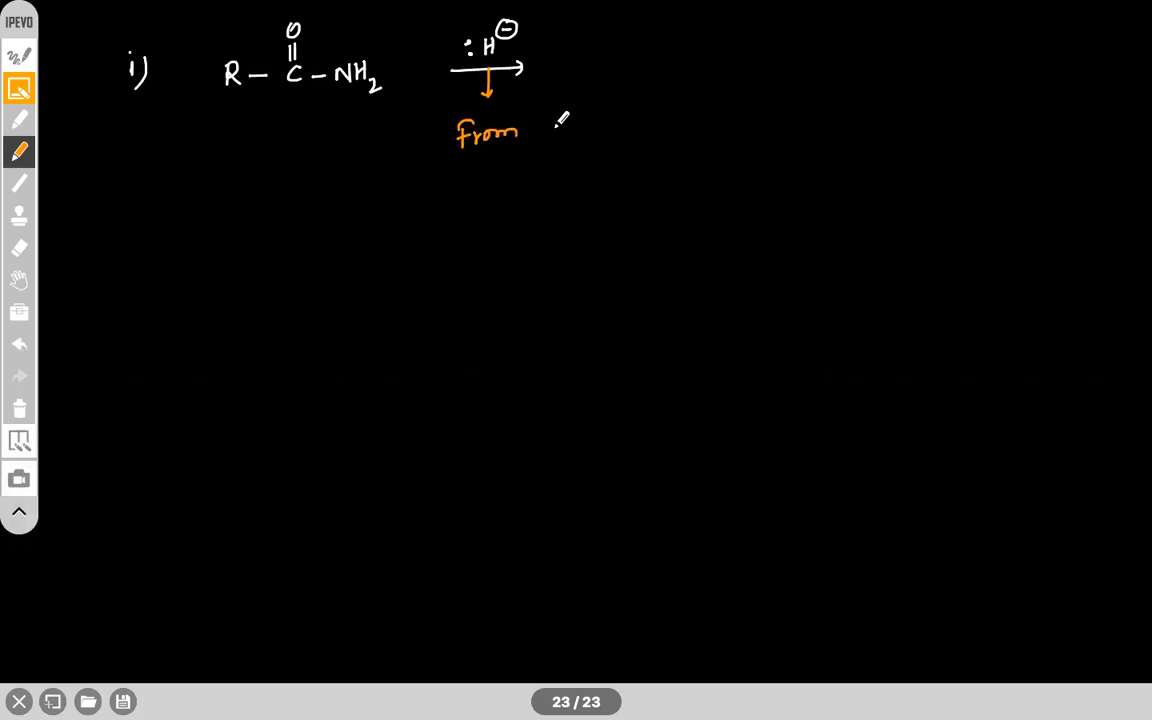 IPEVO
O
||
i) R – C – NH2 :H⊖ →
From
23 / 23